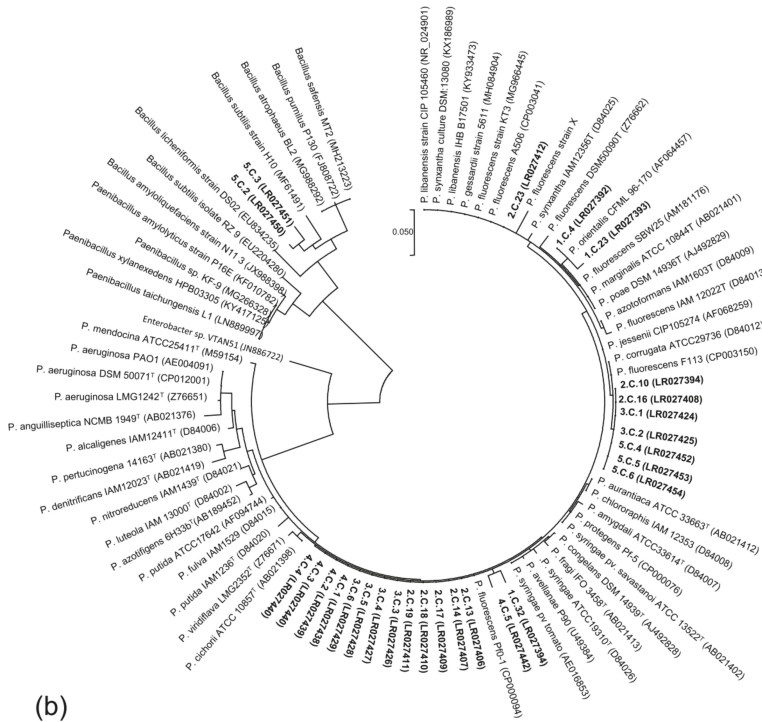 P. libanensis strain CIP 105460 (NR_024901)
P. synxantha culture DSM:13080 (KX186989)
P. libanensis IHB B17501 (KY933473)
P. gessardii strain 5611 (MH084904)
P. fluorescens strain KT3 (MG966445)
P. fluorescens A506 (CP003041)
2.C.23 (LR027412)
P. fluorescens strain X
P. synxantha IAM12356T (D84025)
P. fluorescens DSM50090T (Z76662)
1.C.4 (LR027392)
P. orientalis CFML 96-170 (AF064457)
1.C.23 (LR027393)
P. fluorescens SBW25 (AM181176)
P. marginalis ATCC 10844T (AB021401)
P. poae DSM 14936T (AJ492829)
P. azotoformans IAM1603T (D84009)
P. fluorescens IAM 12022T (D84013)
P. jessenii CIP105274 (AF068259)
P. corrugata ATCC29736 (D84012)
P. fluorescens F113 (CP003150)
2.C.10 (LR027394)
2.C.16 (LR027408)
3.C.1 (LR027424)
3.C.2 (LR027425)
5.C.4 (LR027452)
5.C.5 (LR027453)
5.C.6 (LR027454)
P. aurantiaca ATCC 33663ᵀ (AB021412)
P. chlororaphis IAM 12353 (D84008)
P. amygdali ATCC33614ᵀ (D84007)
P. protegens Pf-5 (CP000076)
P. syringae pv. savastanoi ATCC 13522ᵀ (AB021402)
P. congelans DSM 14939ᵀ (AJ492828)
P. fragi IFO 3458ᵀ (AB021413)
P. syringae ATCC19310ᵀ (D84026)
P. avellanae P90 (U49384)
P. syringae pv tomato (AE016853)
1.C.32 (LR027394)
4.C.5 (LR027442)
P. fluorescens Pf0-1 (CP000094)
2.C.13 (LR027406)
2.C.14 (LR027407)
2.C.17 (LR027409)
2.C.18 (LR027410)
2.C.19 (LR027411)
3.C.3 (LR027426)
3.C.4 (LR027427)
3.C.5 (LR027428)
3.C.6 (LR027429)
4.C.1 (LR027438)
4.C.2 (LR027439)
4.C.3 (LR027440)
4.C.4 (LR027440)
P. cichorii ATCC 10857ᵀ (AB021398)
P. viridiflava LMG2352ᵀ (Z76671)
P. putida IAM1236ᵀ (D84020)
P. fulva IAM1529 (D84015)
P. putida ATCC17642 (AF094744)
P. azotifigens 6H33bᵀ (AB189452)
P. luteola IAM 13000ᵀ (D84002)
P. nitroreducens IAM1439ᵀ (D84021)
P. denitrificans IAM12023ᵀ (AB021419)
P. pertucinogena 14163ᵀ (AB021380)
P. alcaligenes IAM12411ᵀ (D84006)
P. anguilliseptica NCMB 1949ᵀ (AB021376)
P. aeruginosa LMG1242ᵀ (Z76651)
P. aeruginosa DSM 50071ᵀ (CP012001)
P. aeruginosa PAO1 (AE004091)
P. mendocina ATCC25411ᵀ (M59154)
Enterobacter sp. VTAN51 (JN886722)
Paenibacillus taichungensis L1 (LN889997)
Paenibacillus xylanexedens HPB03305 (KY417125)
Paenibacillus sp. KF-9 (MG266328)
Paenibacillus amylolyticus strain P16E (KF010782)
Bacillus amyloliquefaciens strain N11 3 (JX988398)
Bacillus subtilis isolate RZ 9 (EU2204280)
Bacillus licheniformis strain DS02 (EU834235)
5.C.2 (LR027450)
5.C.3 (LR027451)
Bacillus subtilis strain H10 (MF61491)
Bacillus atrophaeus BL2 (MG988292)
Bacillus pumilus P130 (FJ808722)
Bacillus safensis MT2 (MH213223)
0.050
(b)